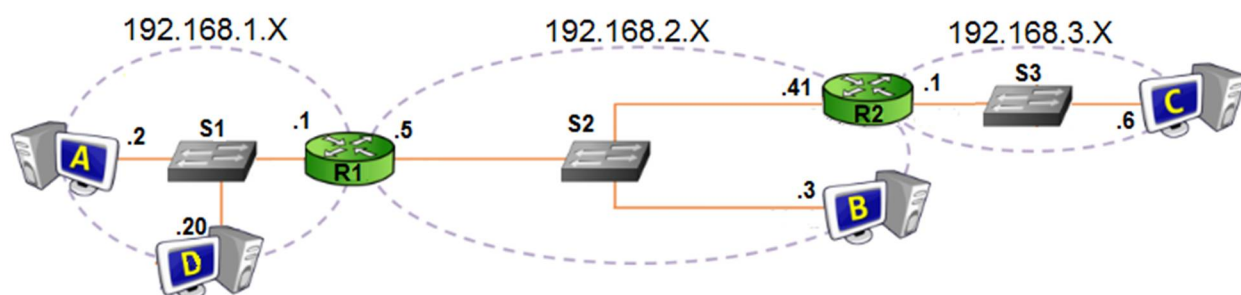 192.168.1.X
192.168.2.X
192.168.3.X
A
.2
S1
.1
R1
.5
S2
.41
R2
.1
S3
.6
C
.20
D
.3
B